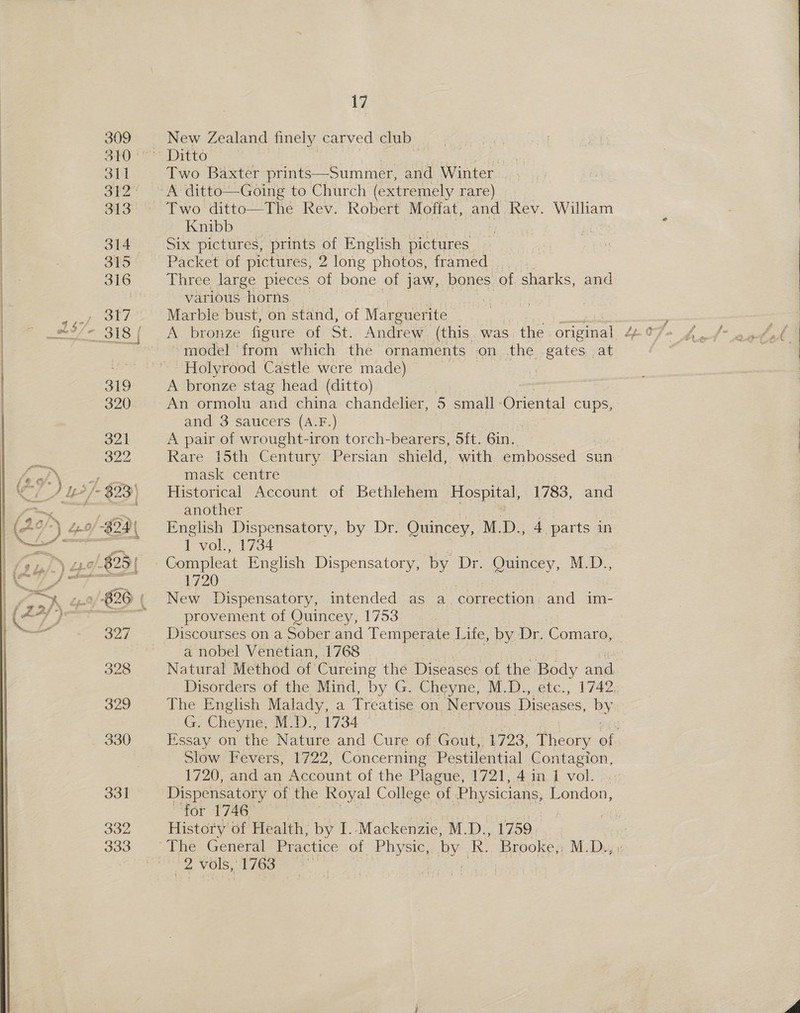 17
309 New Zealand finely carved club
310 Ditto
311 Two Baxter prints—Summer, and Winter
312 A ditto—Going to Church (extremely rare)
313 Two ditto—The Rev. Robert Moffat, and Rev. William
Knibb
314 Six pictures, prints of English pictures
315 Packet of pictures, 2 long photos, framed
316 Three large pieces of bone of jaw, bones of sharks, and
various horns
317 Marble bust, on stand, of Marguerite
318 A bronze figure of St. Andrew (this was the original
model from which the ornaments on the gates at
Holyrood Castle were made)
319 A bronze stag head (ditto)
320 An ormolu and china chandelier, 5 small Oriental cups,
and 3 saucers (A.F.)
321 A pair of wrought-iron torch-bearers, 5ft. 6in.
322 Rare 15th Century Persian shield, with embossed sun
mask centre
323 Historical Account of Bethlehem Hospital, 1783, and
another
324 English Dispensatory, by Dr. Quincey, M.D., 4 parts in
1 vol., 1734
325 Compleat English Dispensatory, by Dr. Quincey, M.D.,
1720
326 New Dispensatory, intended as a correction and im-
provement of Quincey, 1753
327 Discourses on a Sober and Temperate Life, by Dr. Comaro,
a nobel Venetian, 1768
328 Natural Method of Cureing the Diseases of the Body and
Disorders of the Mind, by G. Cheyne, M.D., etc., 1742
329 The English Malady, a Treatise on Nervous Diseases, by
G. Cheyne, M.D., 1734
330 Essay on the Nature and Cure of Gout, 1723, Theory of
Slow Fevers, 1722, Concerning Pestilential Contagion,
1720, and an Account of the Plague, 1721, 4 in 1 vol.
331 Dispensatory of the Royal College of Physicians, London,
for 1746
332 History of Health, by I. Mackenzie, M.D., 1759
333 The General Practice of Physic, by R. Brooke, M.D.,
2 vols, 1763